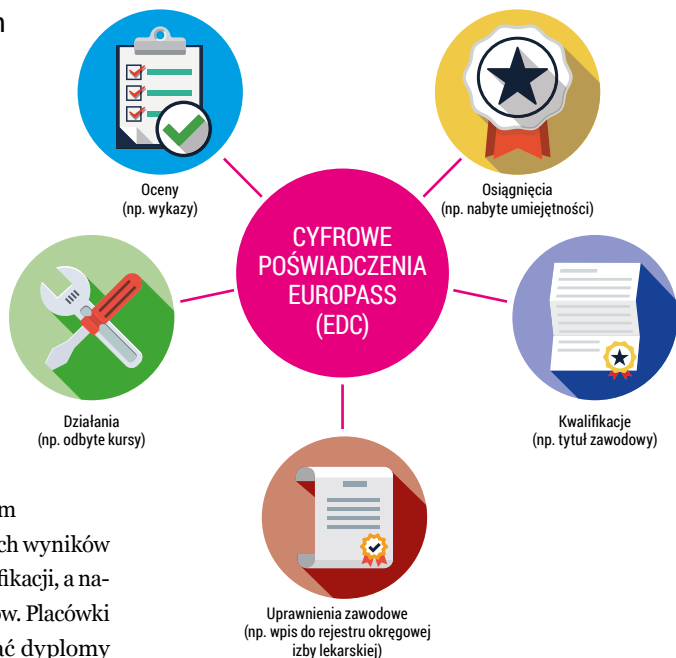 Oceny
(np. wykazy)
Osiągnięcia
(np. nabyte umiejętności)
CYFROWE
POŚWIADCZENIA
EUROPASS
(EDC)
Działania
(np. odbyte kursy)
Kwalifikacje
(np. tytuł zawodowy)
Uprawnienia zawodowe
(np. wpis do rejestru okręgowej
izby lekarskiej)
ch wyników
fikacji, a na-
ów. Placówki
ać dyplomy